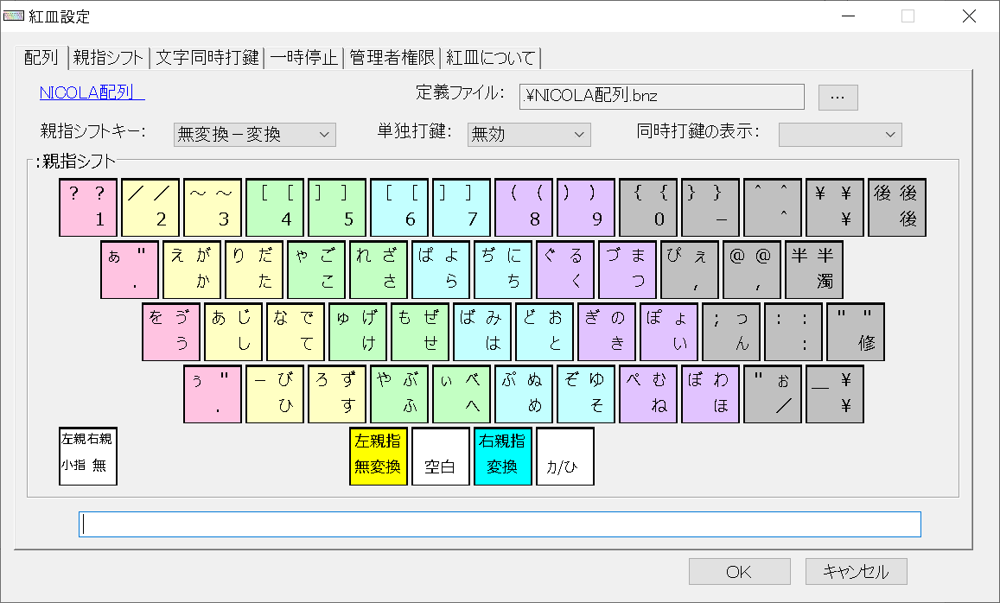 紅皿設定
配列 親指シフト 文字同時打鍵 一時停止 管理者権限 紅皿について
NICOLA配列 定義ファイル: .¥NICOLA配列.bnz ...
親指シフトキー: 無変換－変換 単独打鍵: 無効 同時打鍵の表示:
:親指シフト
? ? ／ ／ ～ ～ [ [ ] ] [ [ ] ] ( ( ) ) { { } } ^ ^ ¥ ¥ 後 後
1 2 3 4 5 6 7 8 9 0 － ^ ¥ 後
ぁ " え が り だ ゃ ご れ ざ ぱ よ ぢ に ぐ る づ ま ぴ ぇ @ @ 半 半
. か た こ さ ら ち く つ , , 濁
を ゔ あ じ な で ゅ げ も ぜ ば み ど お ぎ の ぽ ょ ; っ : : " "
う し て け せ は と き い ん : 修
ぅ " － び ろ ず や ぶ ぃ べ ぷ ぬ ぞ ゆ ぺ む ぼ わ " ぉ ＿ ¥
. ひ す ふ へ め そ ね ほ ／ ¥
左親右親 左親指 右親指
小指 無 無変換 空白 変換 カ/ひ
OK キャンセル